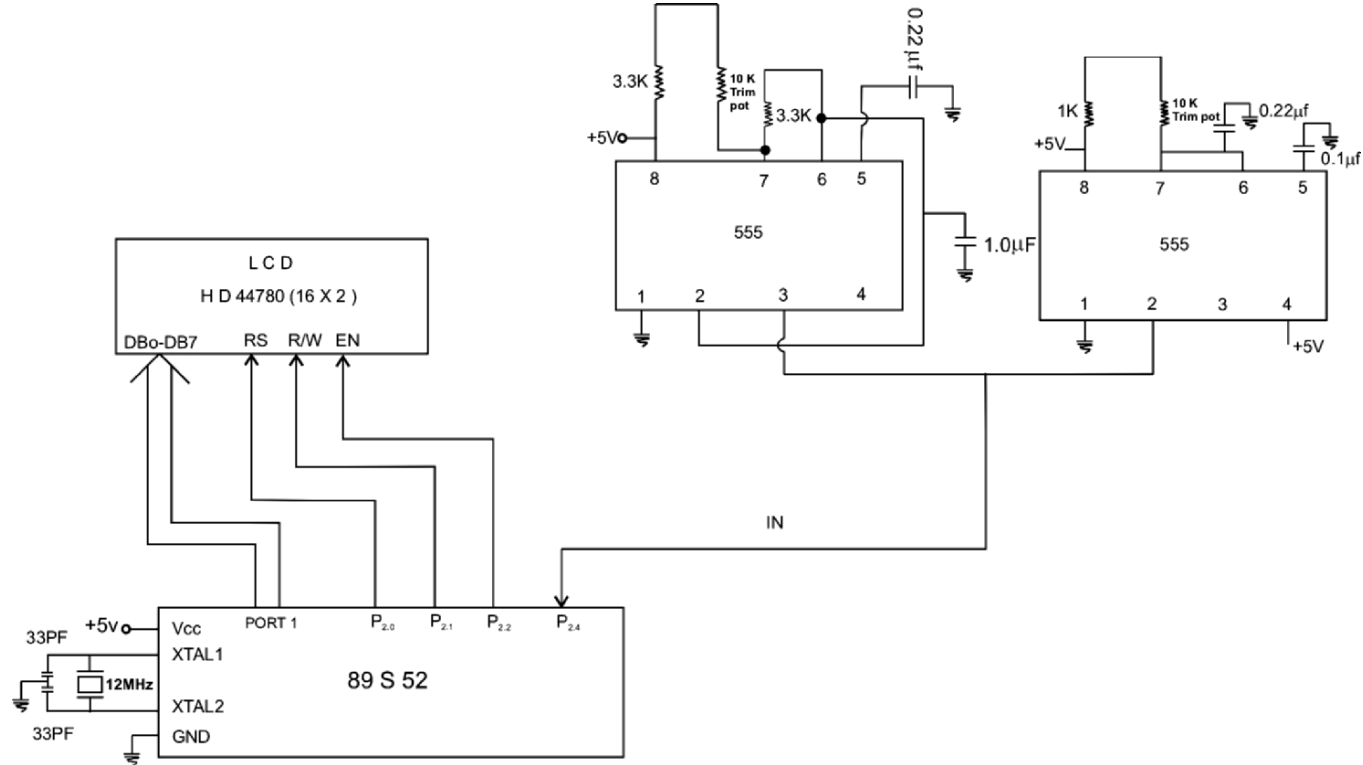 0.22 µf
3.3K
10 K
Trim
pot
3.3K
+5V
8 7 6 5
555
1 2 3 4
1.0µF
1K
10 K
Trim pot
0.22µf
+5V
0.1µf
8 7 6 5
555
1 2 3 4
+5V
L C D
H D 44780 (16 X 2 )
DBo-DB7 RS R/W EN
IN
+5v
Vcc
PORT 1 P2.0 P2.1 P2.2 P2.4
33PF
XTAL1
12MHz
89 S 52
XTAL2
33PF
GND